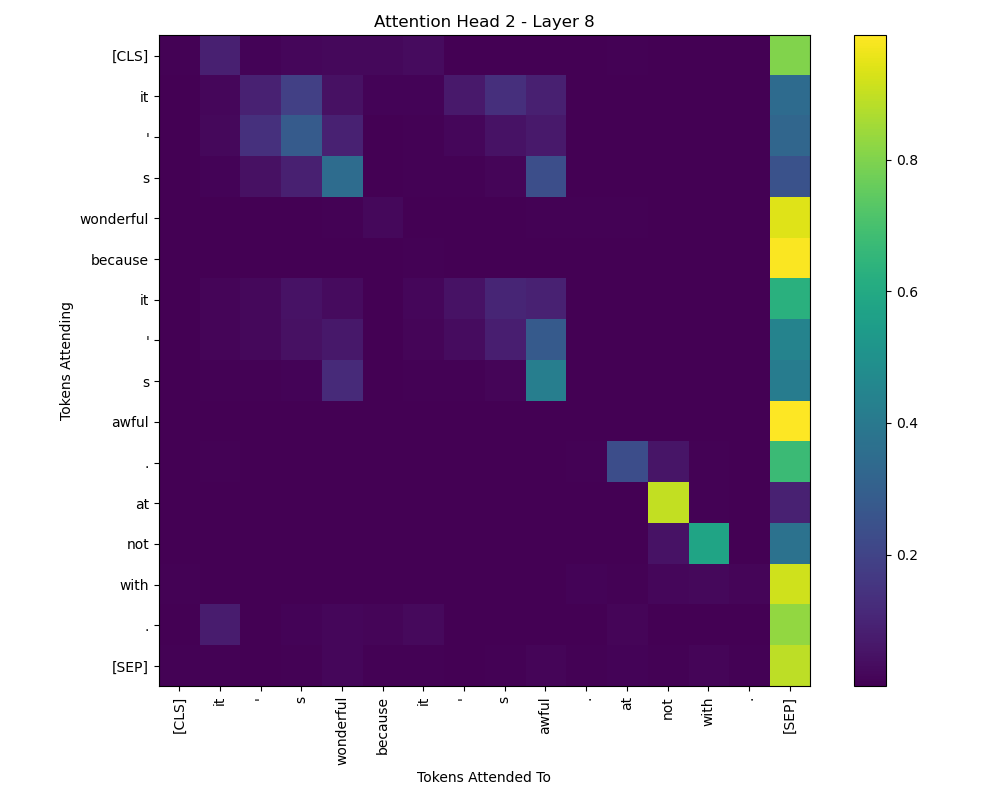 Attention Head 2 - Layer 8
[CLS]
it
'
s
wonderful
because
it
'
s
awful
.
at
not
with
.
[SEP]
Tokens Attending
[CLS]
it
'
s
wonderful
because
it
'
s
awful
.
at
not
with
.
[SEP]
Tokens Attended To
0.8
0.6
0.4
0.2